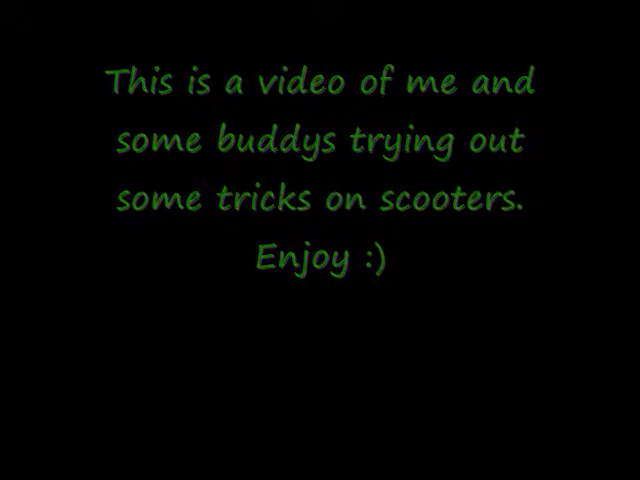 This is a video of me and
some buddys trying out
some tricks on scooters.
Enjoy :)